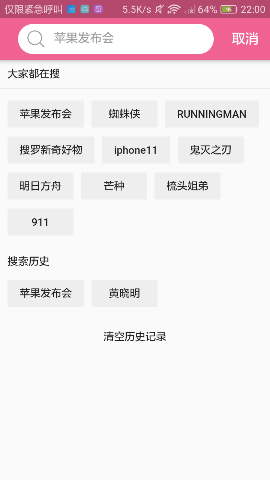 仅限紧急呼叫 5.5K/s 64% 22:00
苹果发布会 取消
大家都在搜
苹果发布会 蜘蛛侠 RUNNINGMAN
搜罗新奇好物 iphone11 鬼灭之刃
明日方舟 芒种 梳头姐弟
911
搜索历史
苹果发布会 黄晓明
清空历史记录